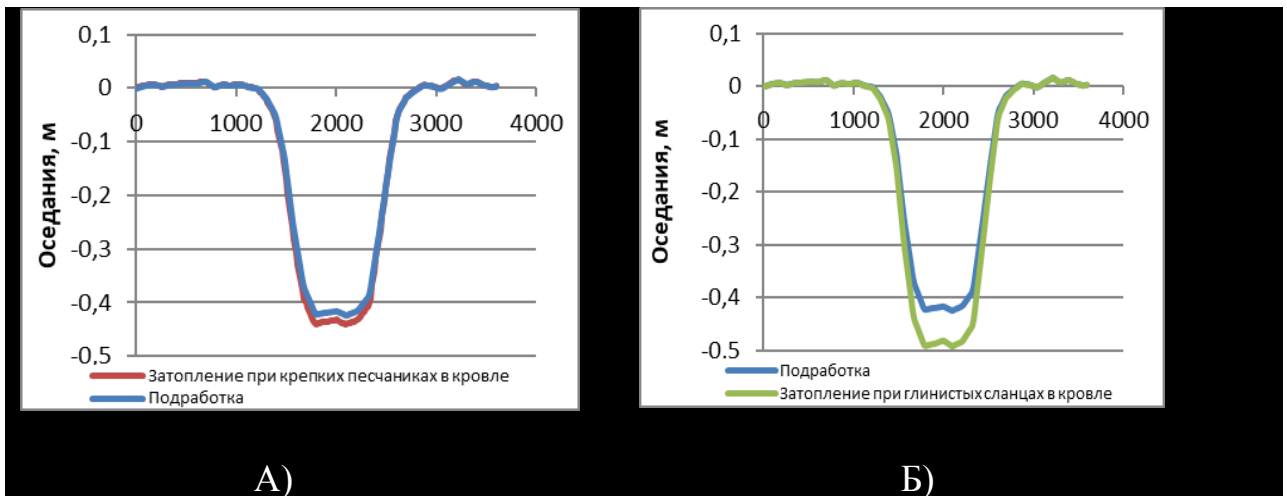 0,1
0
-0,1
-0,2
-0,3
-0,4
-0,5
0 1000 2000 3000 4000
Оседания, м
Затопление при крепких песчаниках в кровле
Подработка
А)
0,1
0
-0,1
-0,2
-0,3
-0,4
-0,5
0 1000 2000 3000 4000
Оседания, м
Подработка
Затопление при глинистых сланцах в кровле
Б)